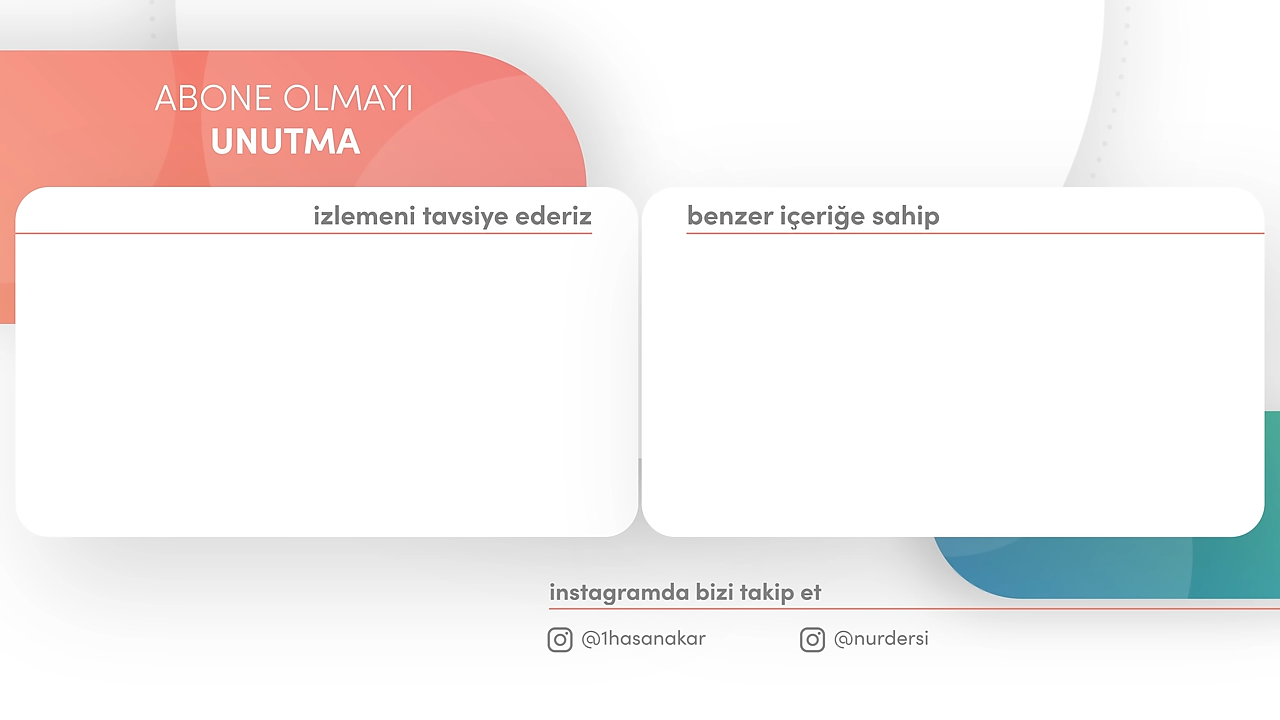 ABONE OLMAYI
UNUTMA
izlemeni tavsiye ederiz
benzer içeriğe sahip
instagramda bizi takip et
@1hasanakar
@nurdersi